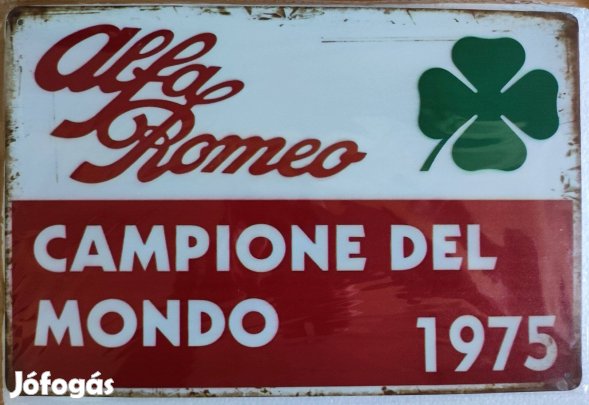 Alfa
Romeo
CAMPIONE DEL
MONDO
1975
Jófogás